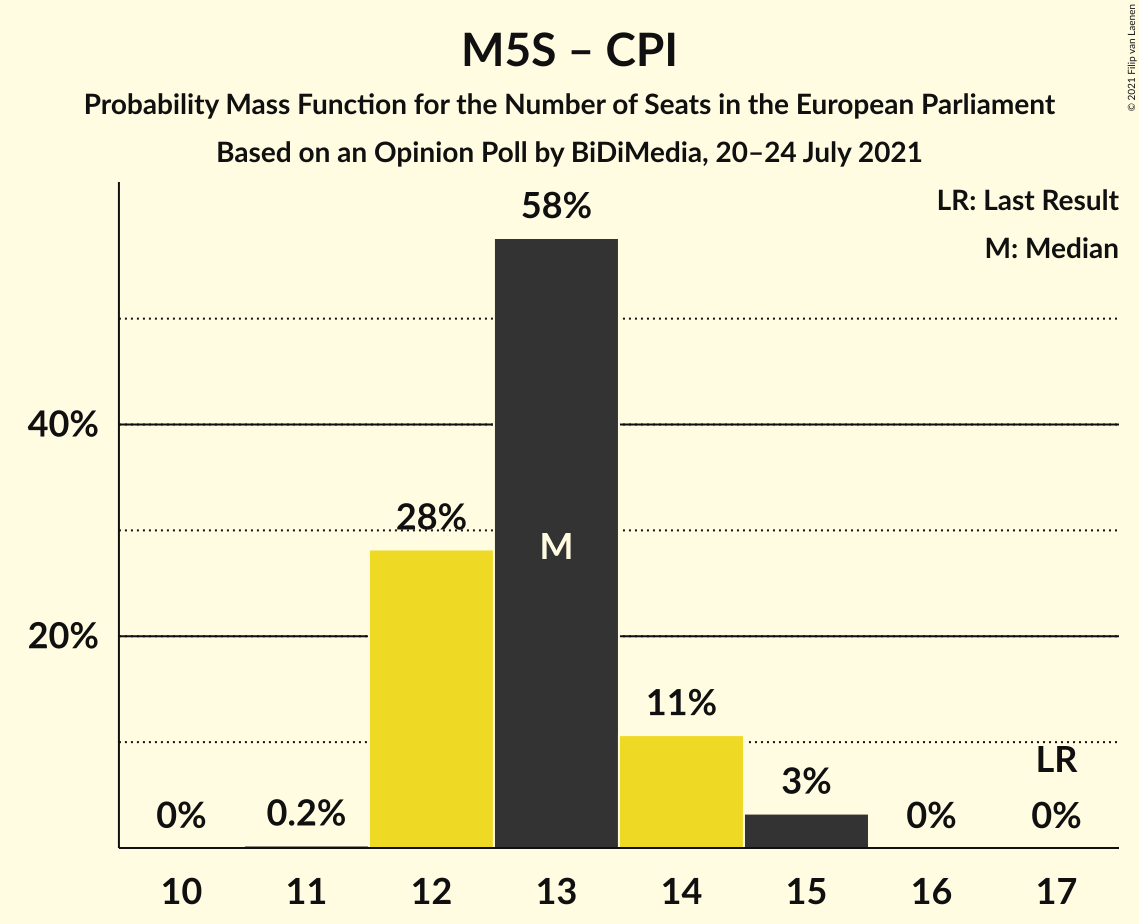 M5S – CPI
Probability Mass Function for the Number of Seats in the European Parliament
Based on an Opinion Poll by BiDiMedia, 20–24 July 2021
© 2021 Filip van Laenen
LR: Last Result
M: Median
58%
40%
28%
M
20%
11%
LR
3%
0%
0.2%
0%
0%
10
11
12
13
14
15
16
17